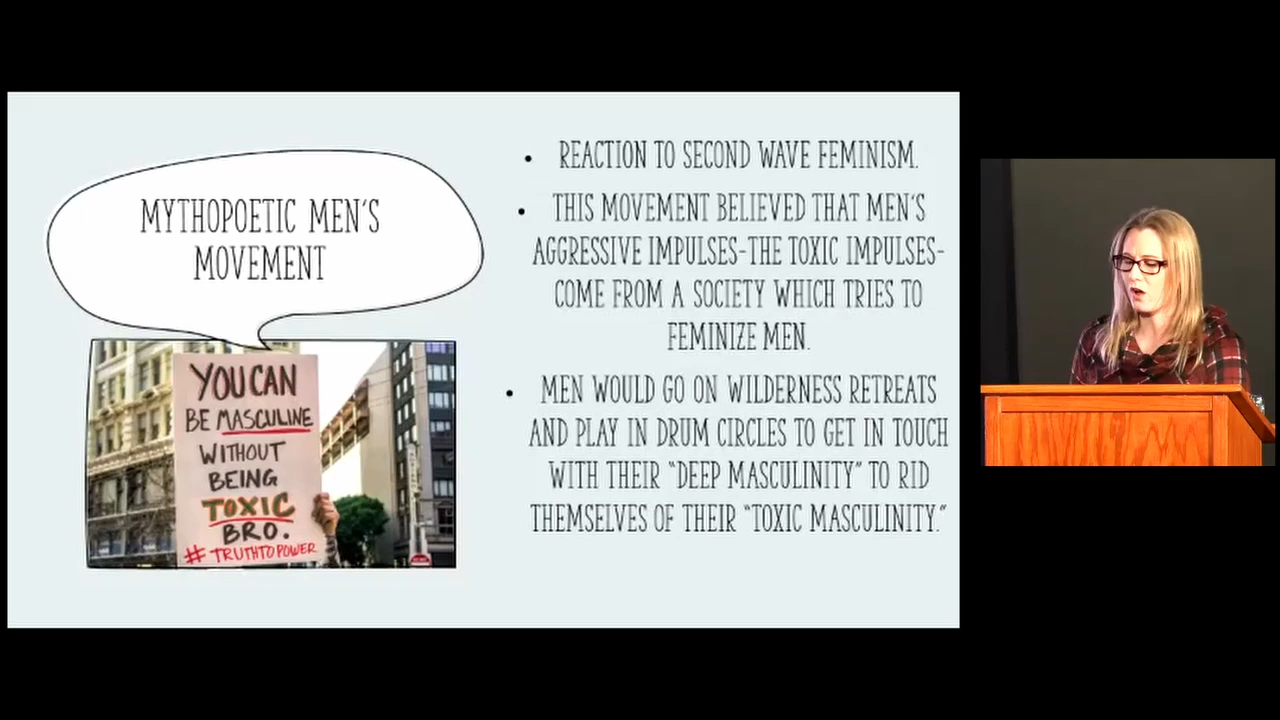 MYTHOPOETIC MEN'S
MOVEMENT
YOU CAN
BE MASCULINE
WITHOUT
BEING
TOXIC
BRO.
# TRUTHTOPOWER
• REACTION TO SECOND WAVE FEMINISM.
• THIS MOVEMENT BELIEVED THAT MEN'S
AGGRESSIVE IMPULSES-THE TOXIC IMPULSES-
COME FROM A SOCIETY WHICH TRIES TO
FEMINIZE MEN.
• MEN WOULD GO ON WILDERNESS RETREATS
AND PLAY IN DRUM CIRCLES TO GET IN TOUCH
WITH THEIR "DEEP MASCULINITY" TO RID
THEMSELVES OF THEIR "TOXIC MASCULINITY."